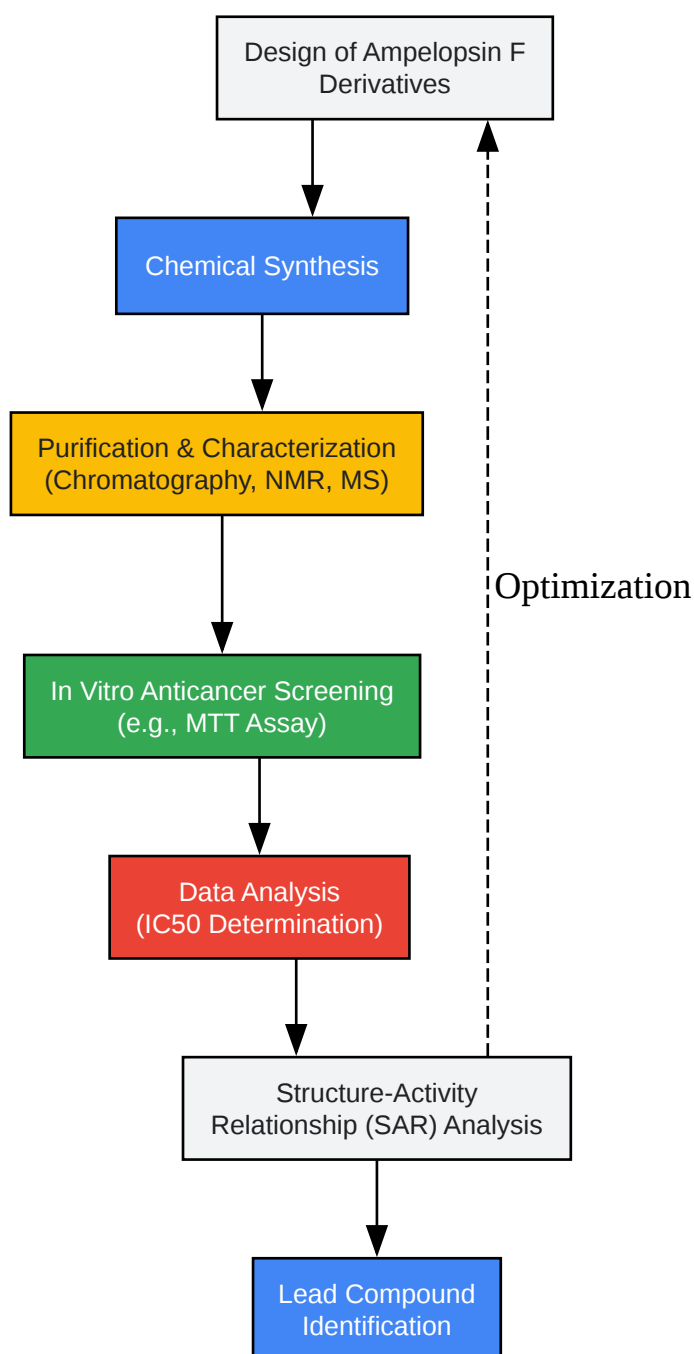 Design of Ampelopsin F
Derivatives
Chemical Synthesis
Purification & Characterization
(Chromatography, NMR, MS)
Optimization
In Vitro Anticancer Screening
(e.g., MTT Assay)
Data Analysis
(IC50 Determination)
Structure-Activity
Relationship (SAR) Analysis
Lead Compound
Identification